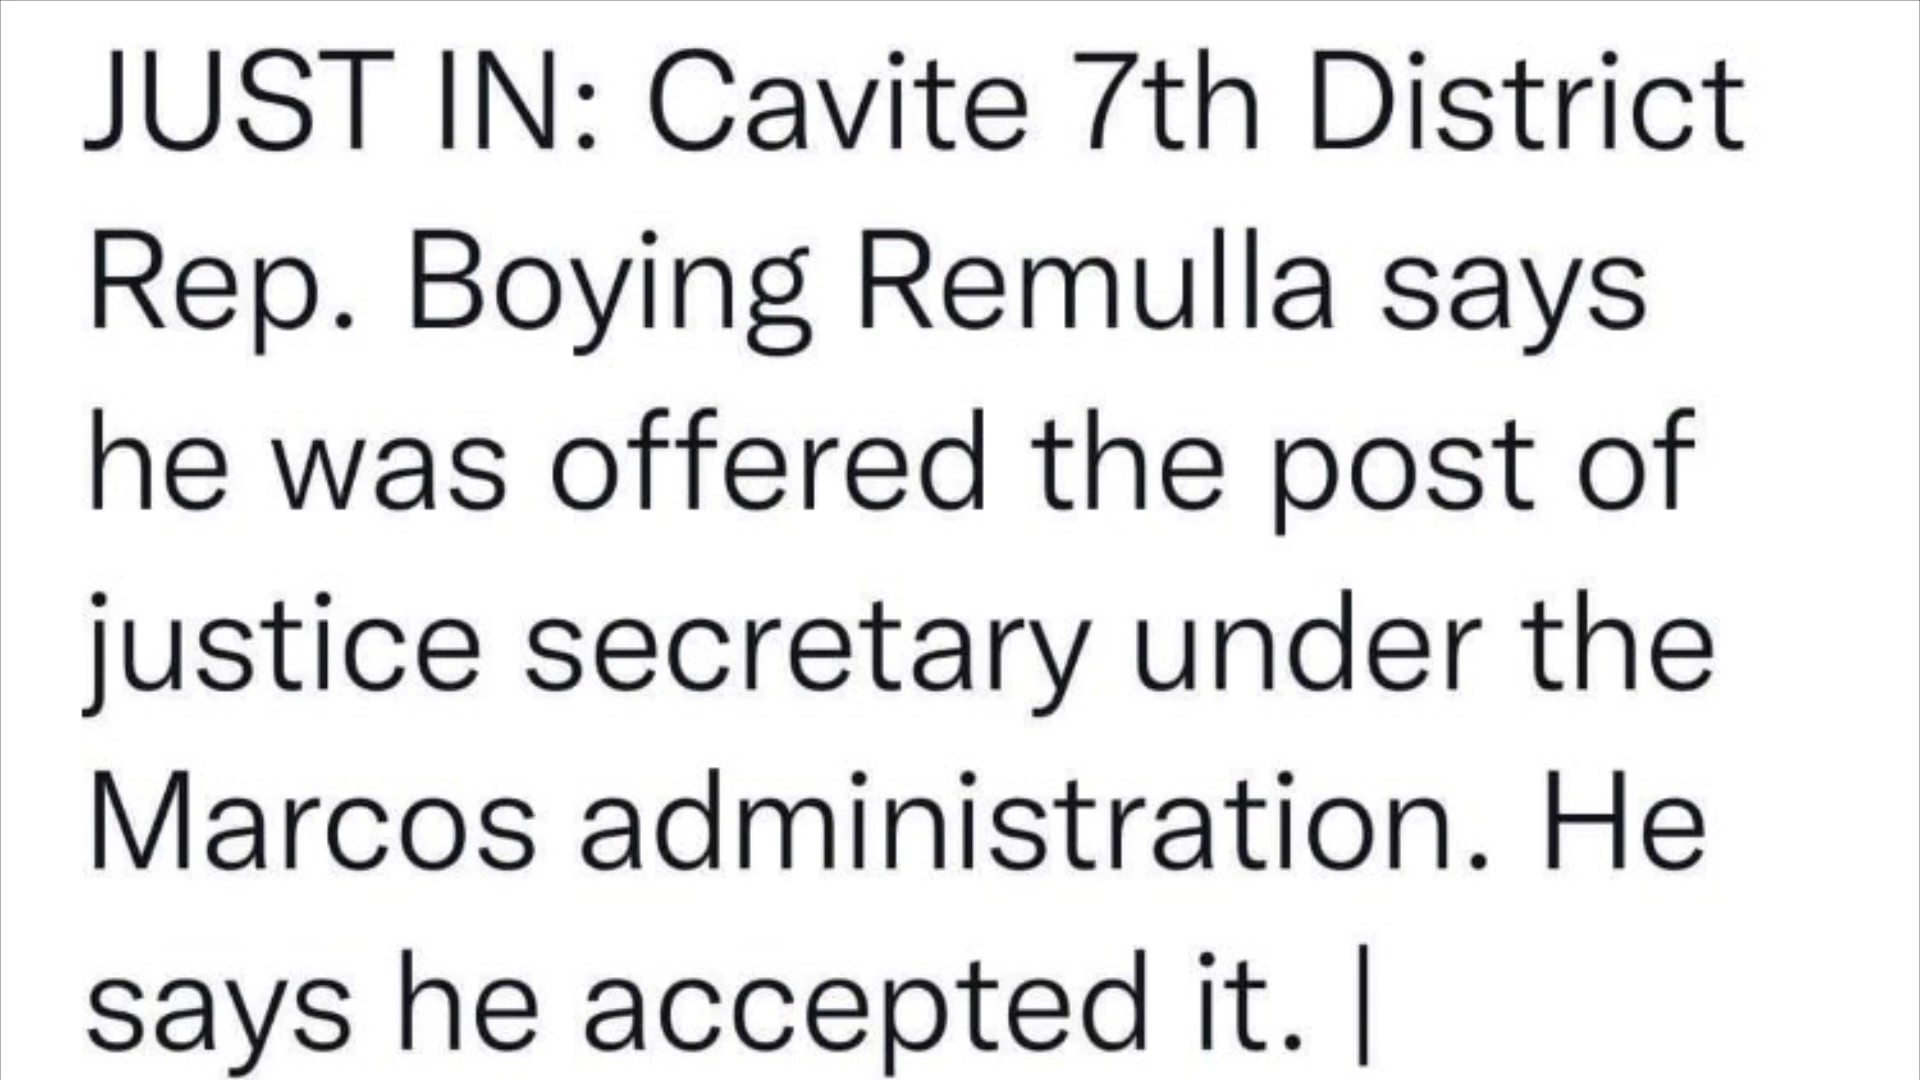 JUST IN: Cavite 7th District
Rep. Boying Remulla says
he was offered the post of
justice secretary under the
Marcos administration. He
says he accepted it. |